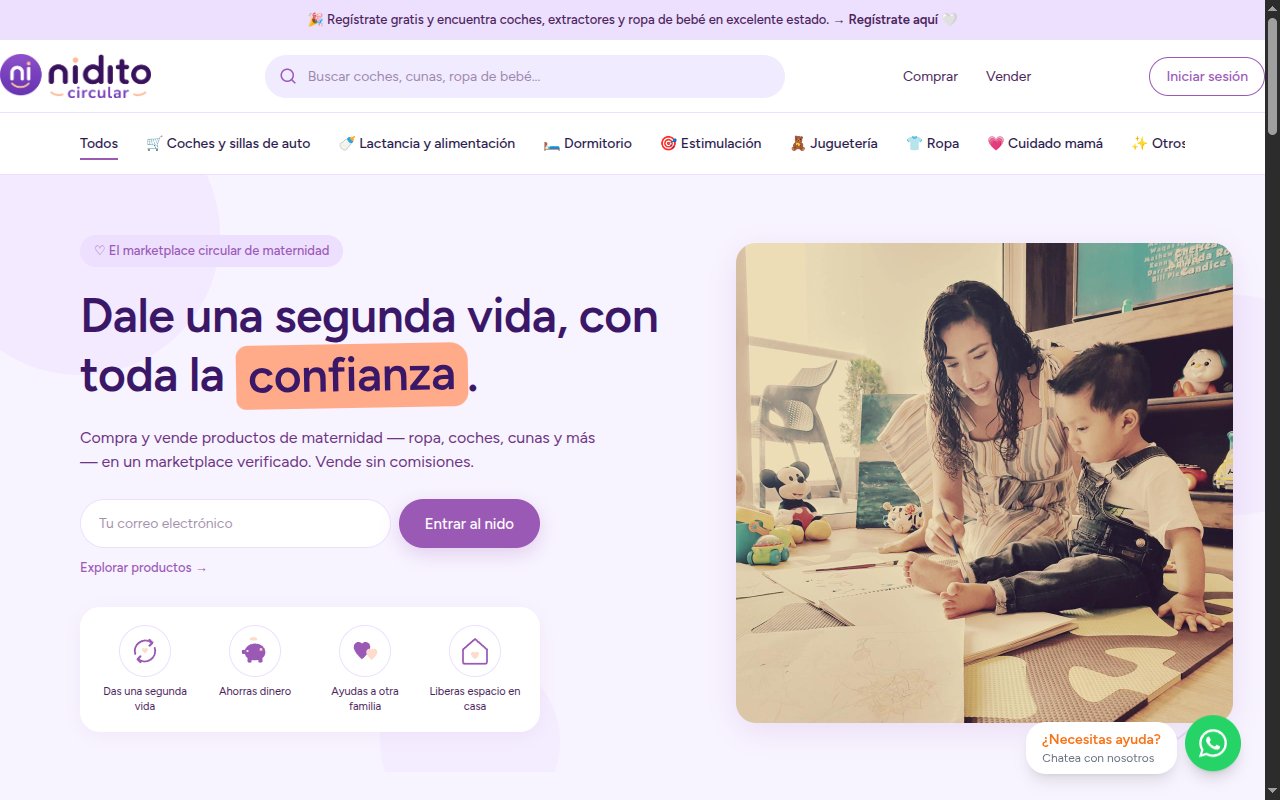 🎉 Regístrate gratis y encuentra coches, extractores y ropa de bebé en excelente estado. → Regístrate aquí 🤍
ni nidito
circular
Buscar coches, cunas, ropa de bebé...
Comprar
Vender
Iniciar sesión
Todos
🛒 Coches y sillas de auto
🍼 Lactancia y alimentación
🛏️ Dormitorio
🎯 Estimulación
🧸 Juguetería
👕 Ropa
💗 Cuidado mamá
✨ Otros
♡ El marketplace circular de maternidad
Dale una segunda vida, con
toda la confianza.
Compra y vende productos de maternidad — ropa, coches, cunas y más
— en un marketplace verificado. Vende sin comisiones.
Tu correo electrónico
Entrar al nido
Explorar productos →
Das una segunda
vida
Ahorras dinero
Ayudas a otra
familia
Liberas espacio en
casa
¿Necesitas ayuda?
Chatea con nosotros